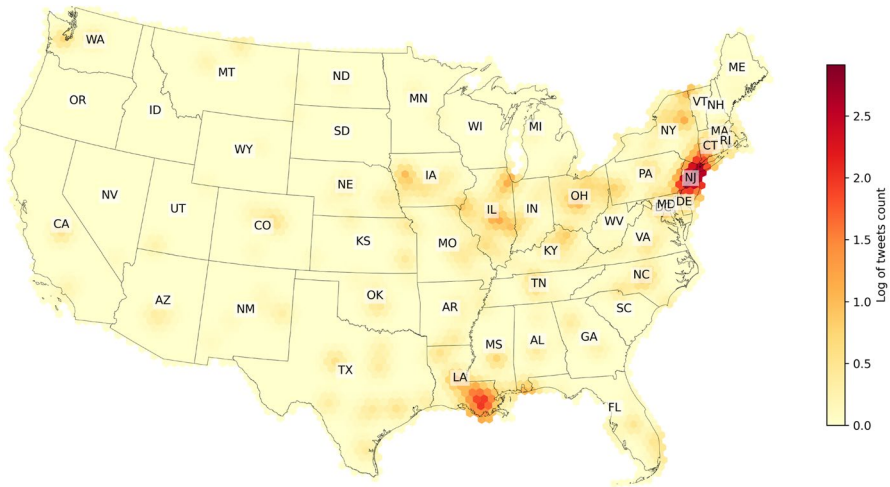 WA
ME
MT
ND
VT
NH
MN
OR
ID
SD
WI
MI
NY
MA
RI
CT
WY
IA
PA
NJ
NE
NV
UT
IL
IN
OH
MD
DE
CA
CO
KS
MO
WV
VA
KY
AZ
NM
OK
AR
TN
NC
SC
MS
AL
GA
TX
LA
FL
2.5
2.0
1.5
1.0
0.5
0.0
Log of tweets count